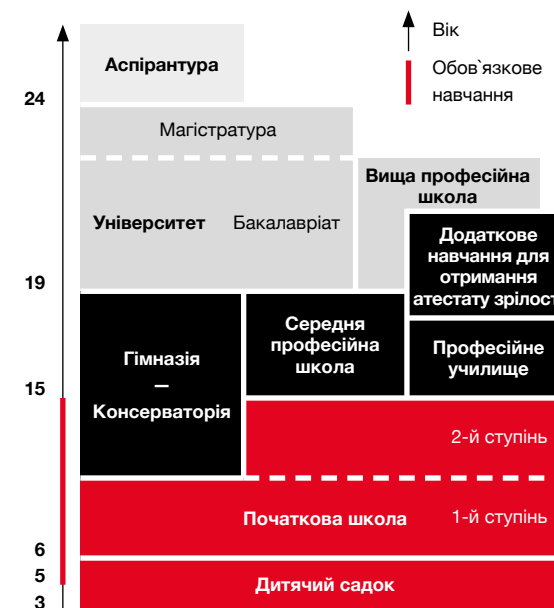 Вік
Обов`язкове
навчання
Аспірантура
24
Магістратура
Вища професійна
школа
Університет
Бакалавріат
Додаткове
навчання для
отримання
атестату зрілост
19
Середня
професійна
школа
Гімназія
—
Консерваторія
Професійне
училище
15
2-й ступінь
Початкова школа
1-й ступінь
6
5
Дитячий садок
3